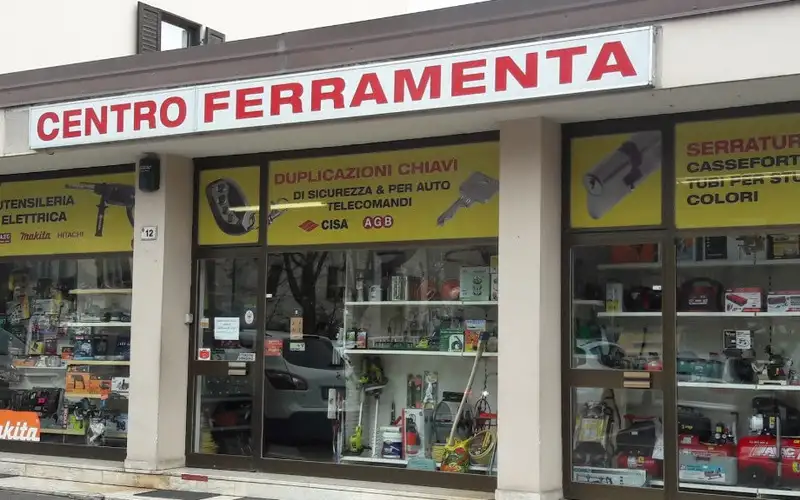 CENTRO FERRAMENTA
UTENSILERIA
ELETTRICA
makita HITACHI
DUPLICAZIONI CHIAVI
DI SICUREZZA & PER AUTO
TELECOMANDI
CISA AGB
SERRATUR
CASSEFORT
TUBI PER STU
COLORI
12
akita